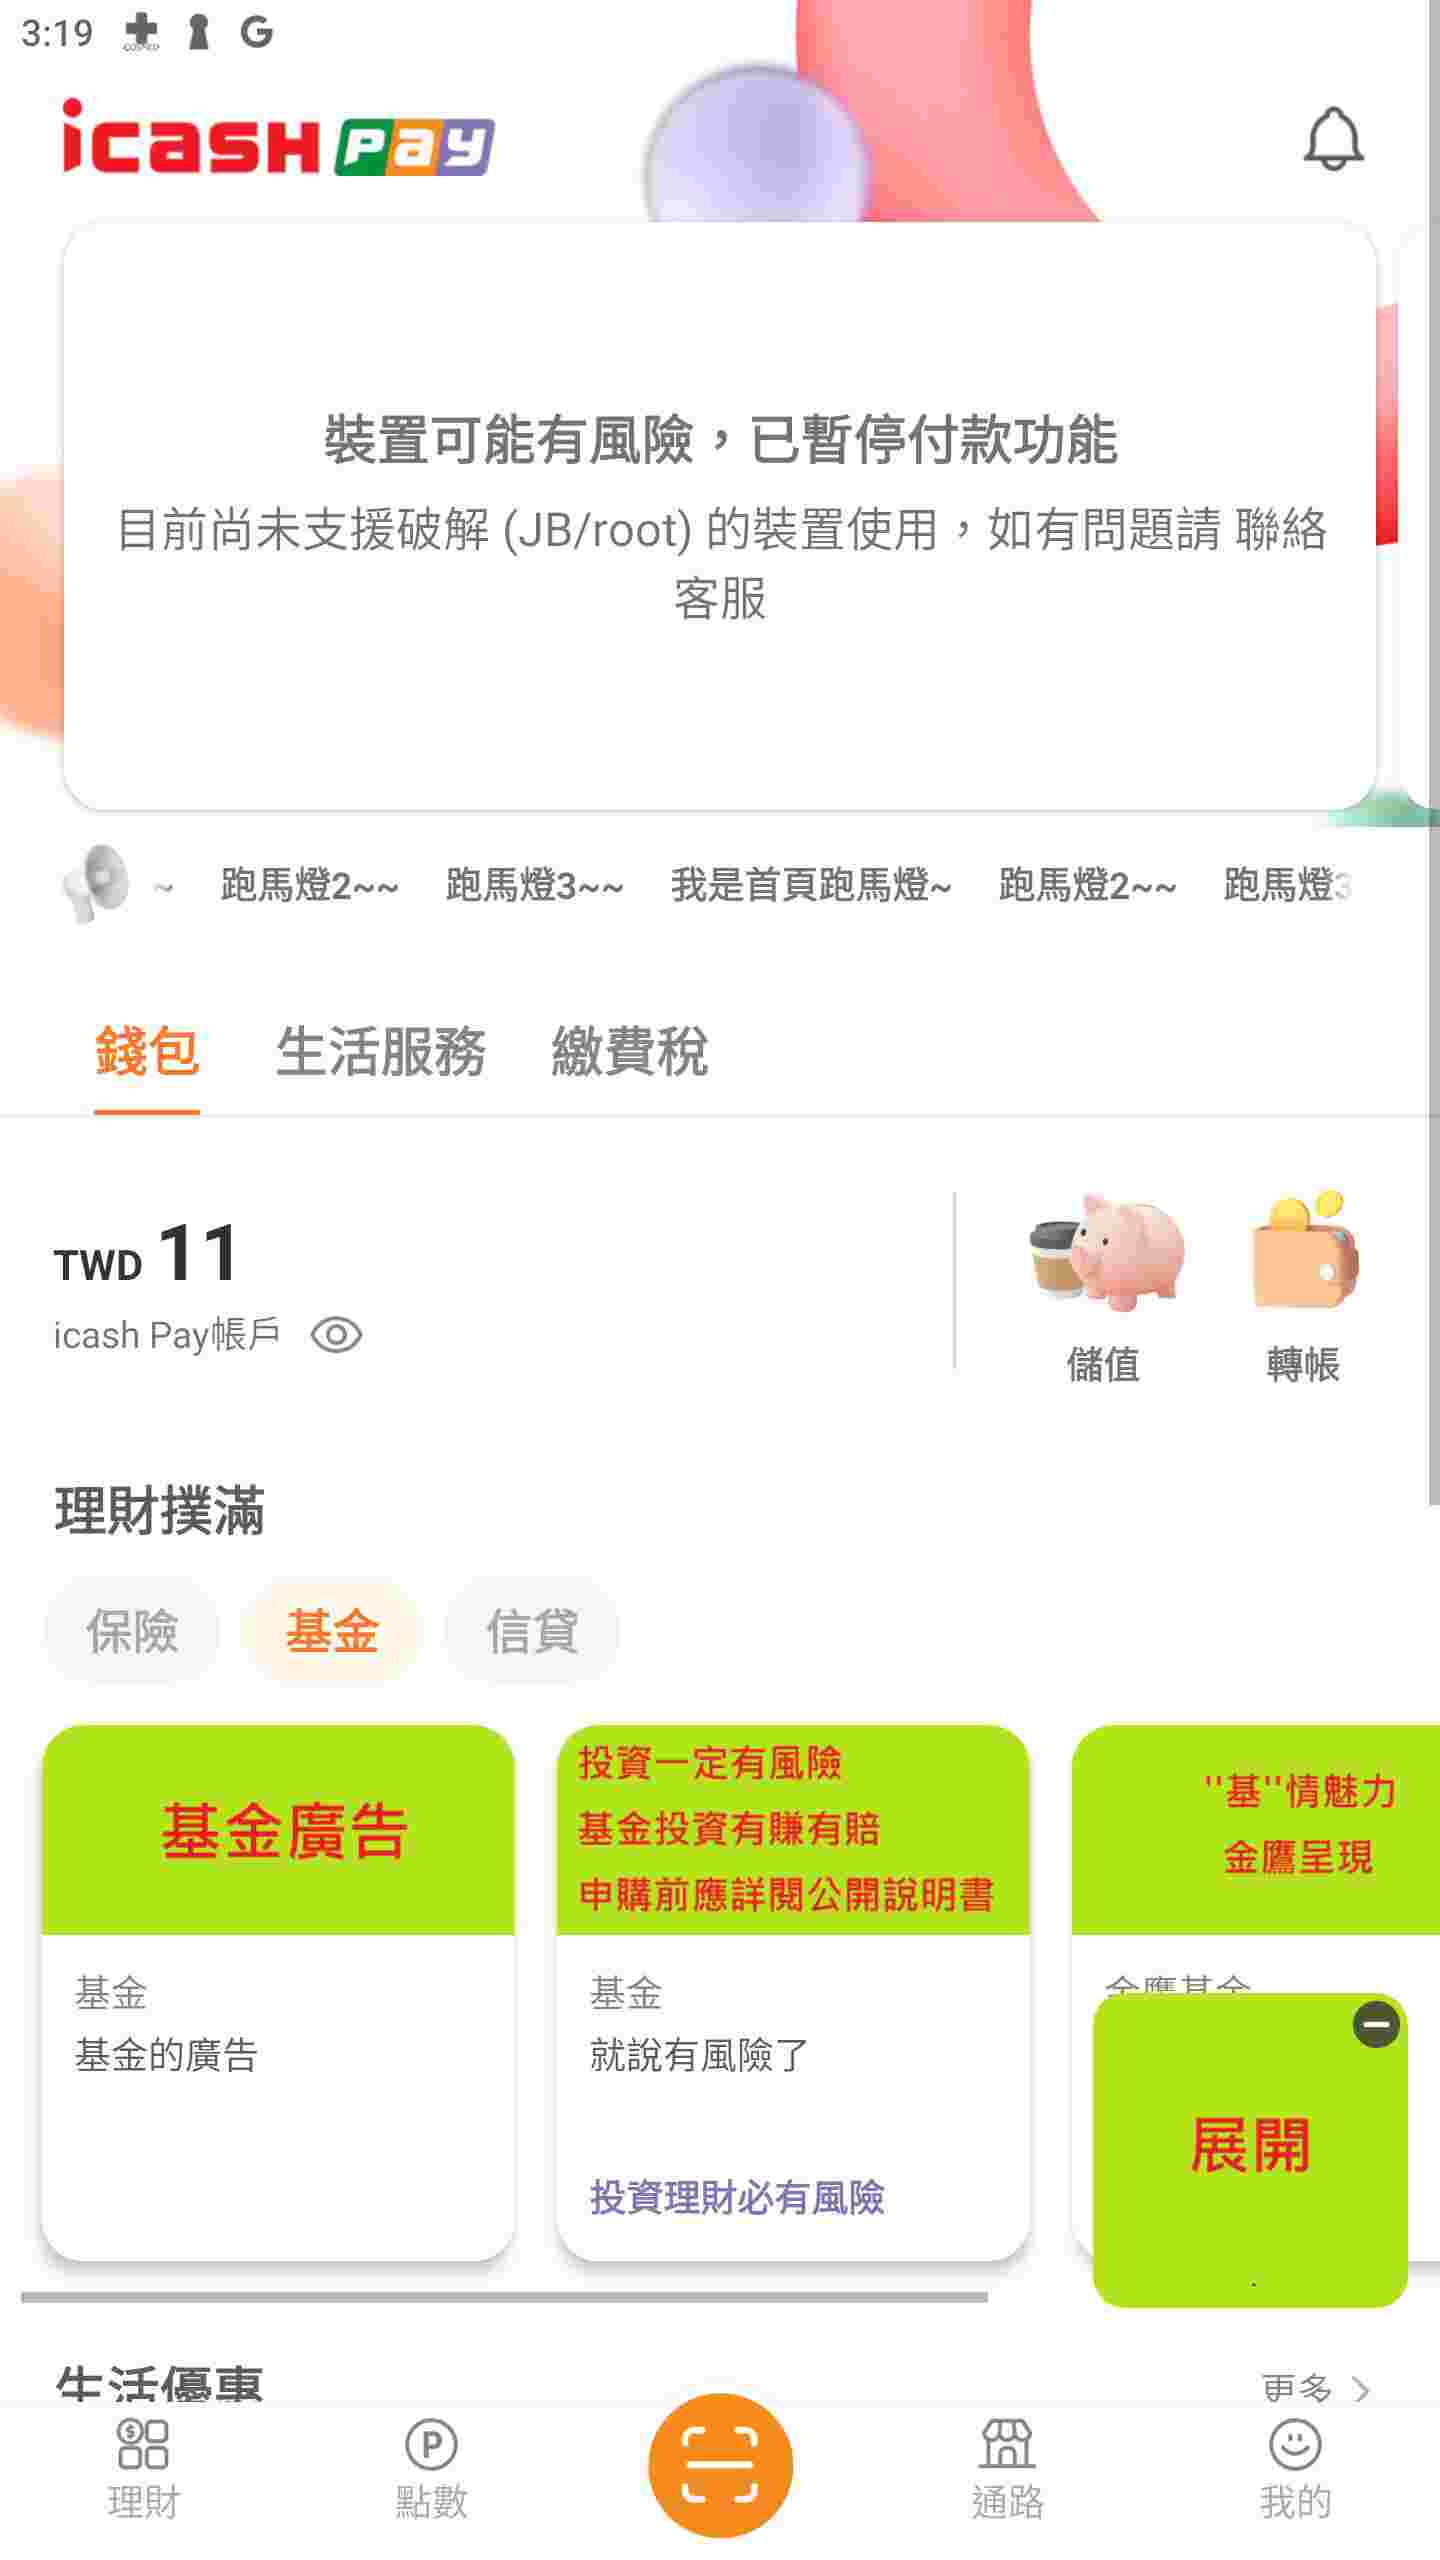 3:19
icash Pay
裝置可能有風險，已暫停付款功能
目前尚未支援破解 (JB/root) 的裝置使用，如有問題請 聯絡
客服
~ 跑馬燈2~~ 跑馬燈3~~ 我是首頁跑馬燈~ 跑馬燈2~~ 跑馬燈3
錢包 生活服務 繳費稅
TWD 11
icash Pay帳戶
儲值 轉帳
理財撲滿
保險 基金 信貸
基金廣告
基金
基金的廣告
投資一定有風險
基金投資有賺有賠
申購前應詳閱公開說明書
基金
就說有風險了
投資理財必有風險
"基"情魅力
金鷹呈現
金鷹基金
展開
生活優惠 更多
理財 點數 通路 我的